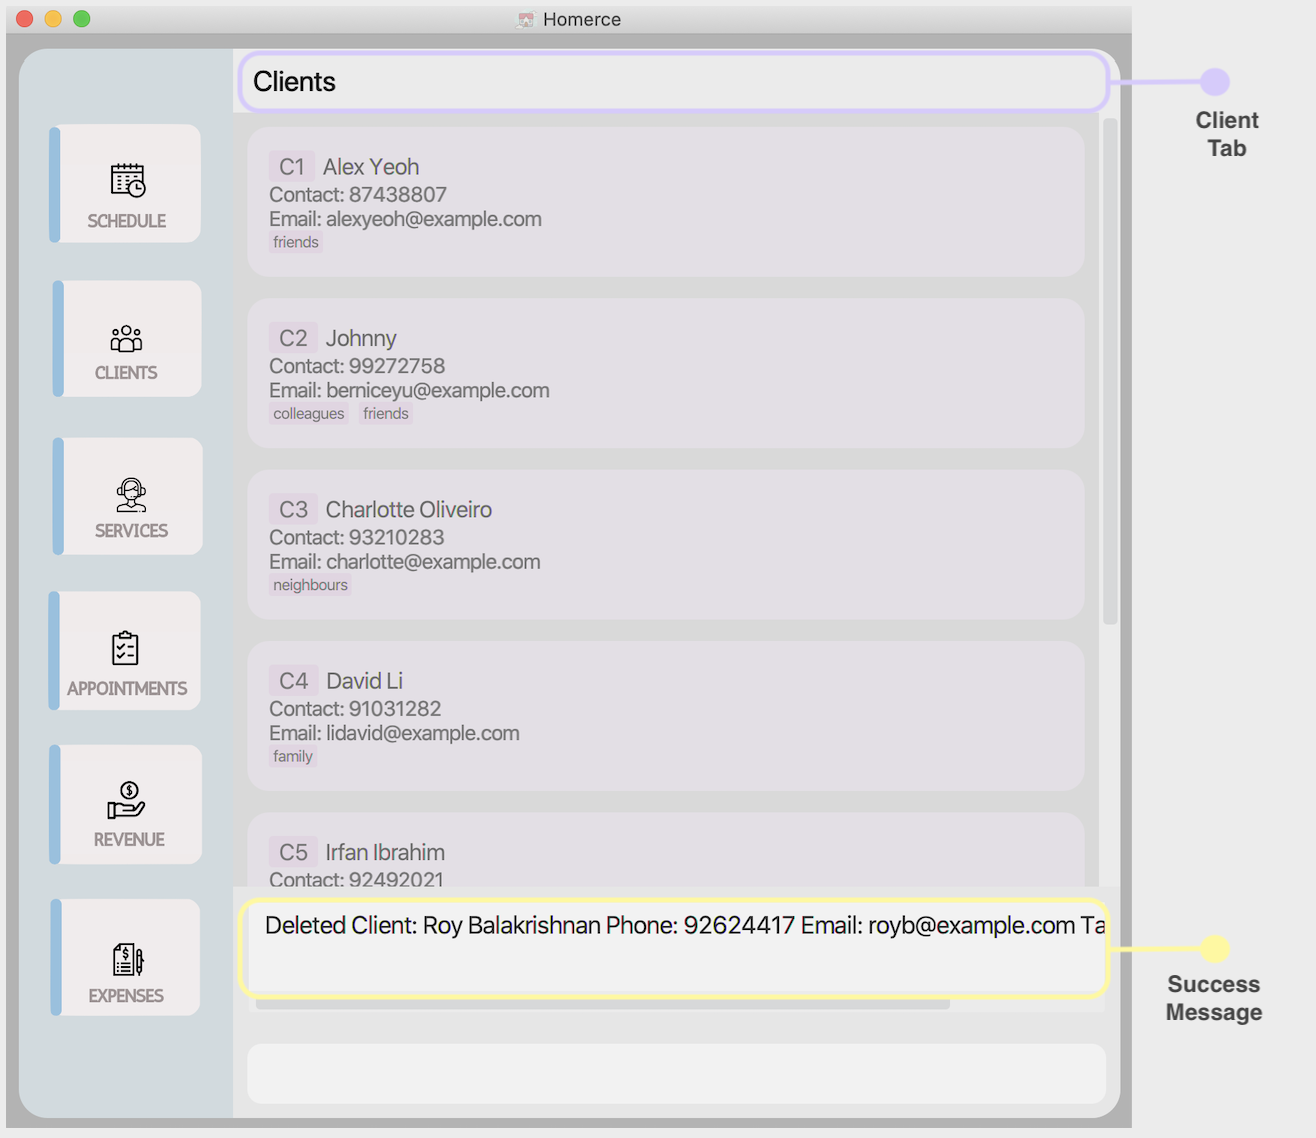 Homerce
Clients
Client
Tab
SCHEDULE
CLIENTS
SERVICES
APPOINTMENTS
REVENUE
EXPENSES
C1 Alex Yeoh
Contact: 87438807
Email: alexyeoh@example.com
friends
C2 Johnny
Contact: 99272758
Email: berniceyu@example.com
colleagues friends
C3 Charlotte Oliveiro
Contact: 93210283
Email: charlotte@example.com
neighbours
C4 David Li
Contact: 91031282
Email: lidavid@example.com
family
C5 Irfan Ibrahim
Contact: 92492021
Deleted Client: Roy Balakrishnan Phone: 92624417 Email: royb@example.com Ta
Success
Message